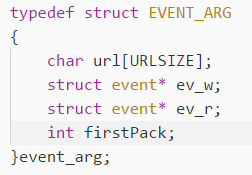 typedef struct EVENT_ARG
{
    char url[URLSIZE];
    struct event* ev_w;
    struct event* ev_r;
    int firstPack;
}event_arg;